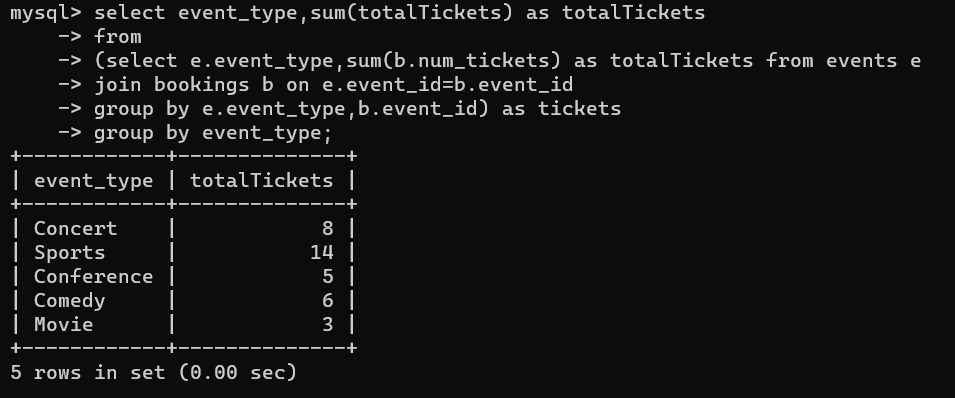 mysql> select event_type,sum(totalTickets) as totalTickets
    -> from
    -> (select e.event_type,sum(b.num_tickets) as totalTickets from events e
    -> join bookings b on e.event_id=b.event_id
    -> group by e.event_type,b.event_id) as tickets
    -> group by event_type;
+------------+--------------+
| event_type | totalTickets |
+------------+--------------+
| Concert    |            8 |
| Sports     |           14 |
| Conference |            5 |
| Comedy     |            6 |
| Movie      |            3 |
+------------+--------------+
5 rows in set (0.00 sec)